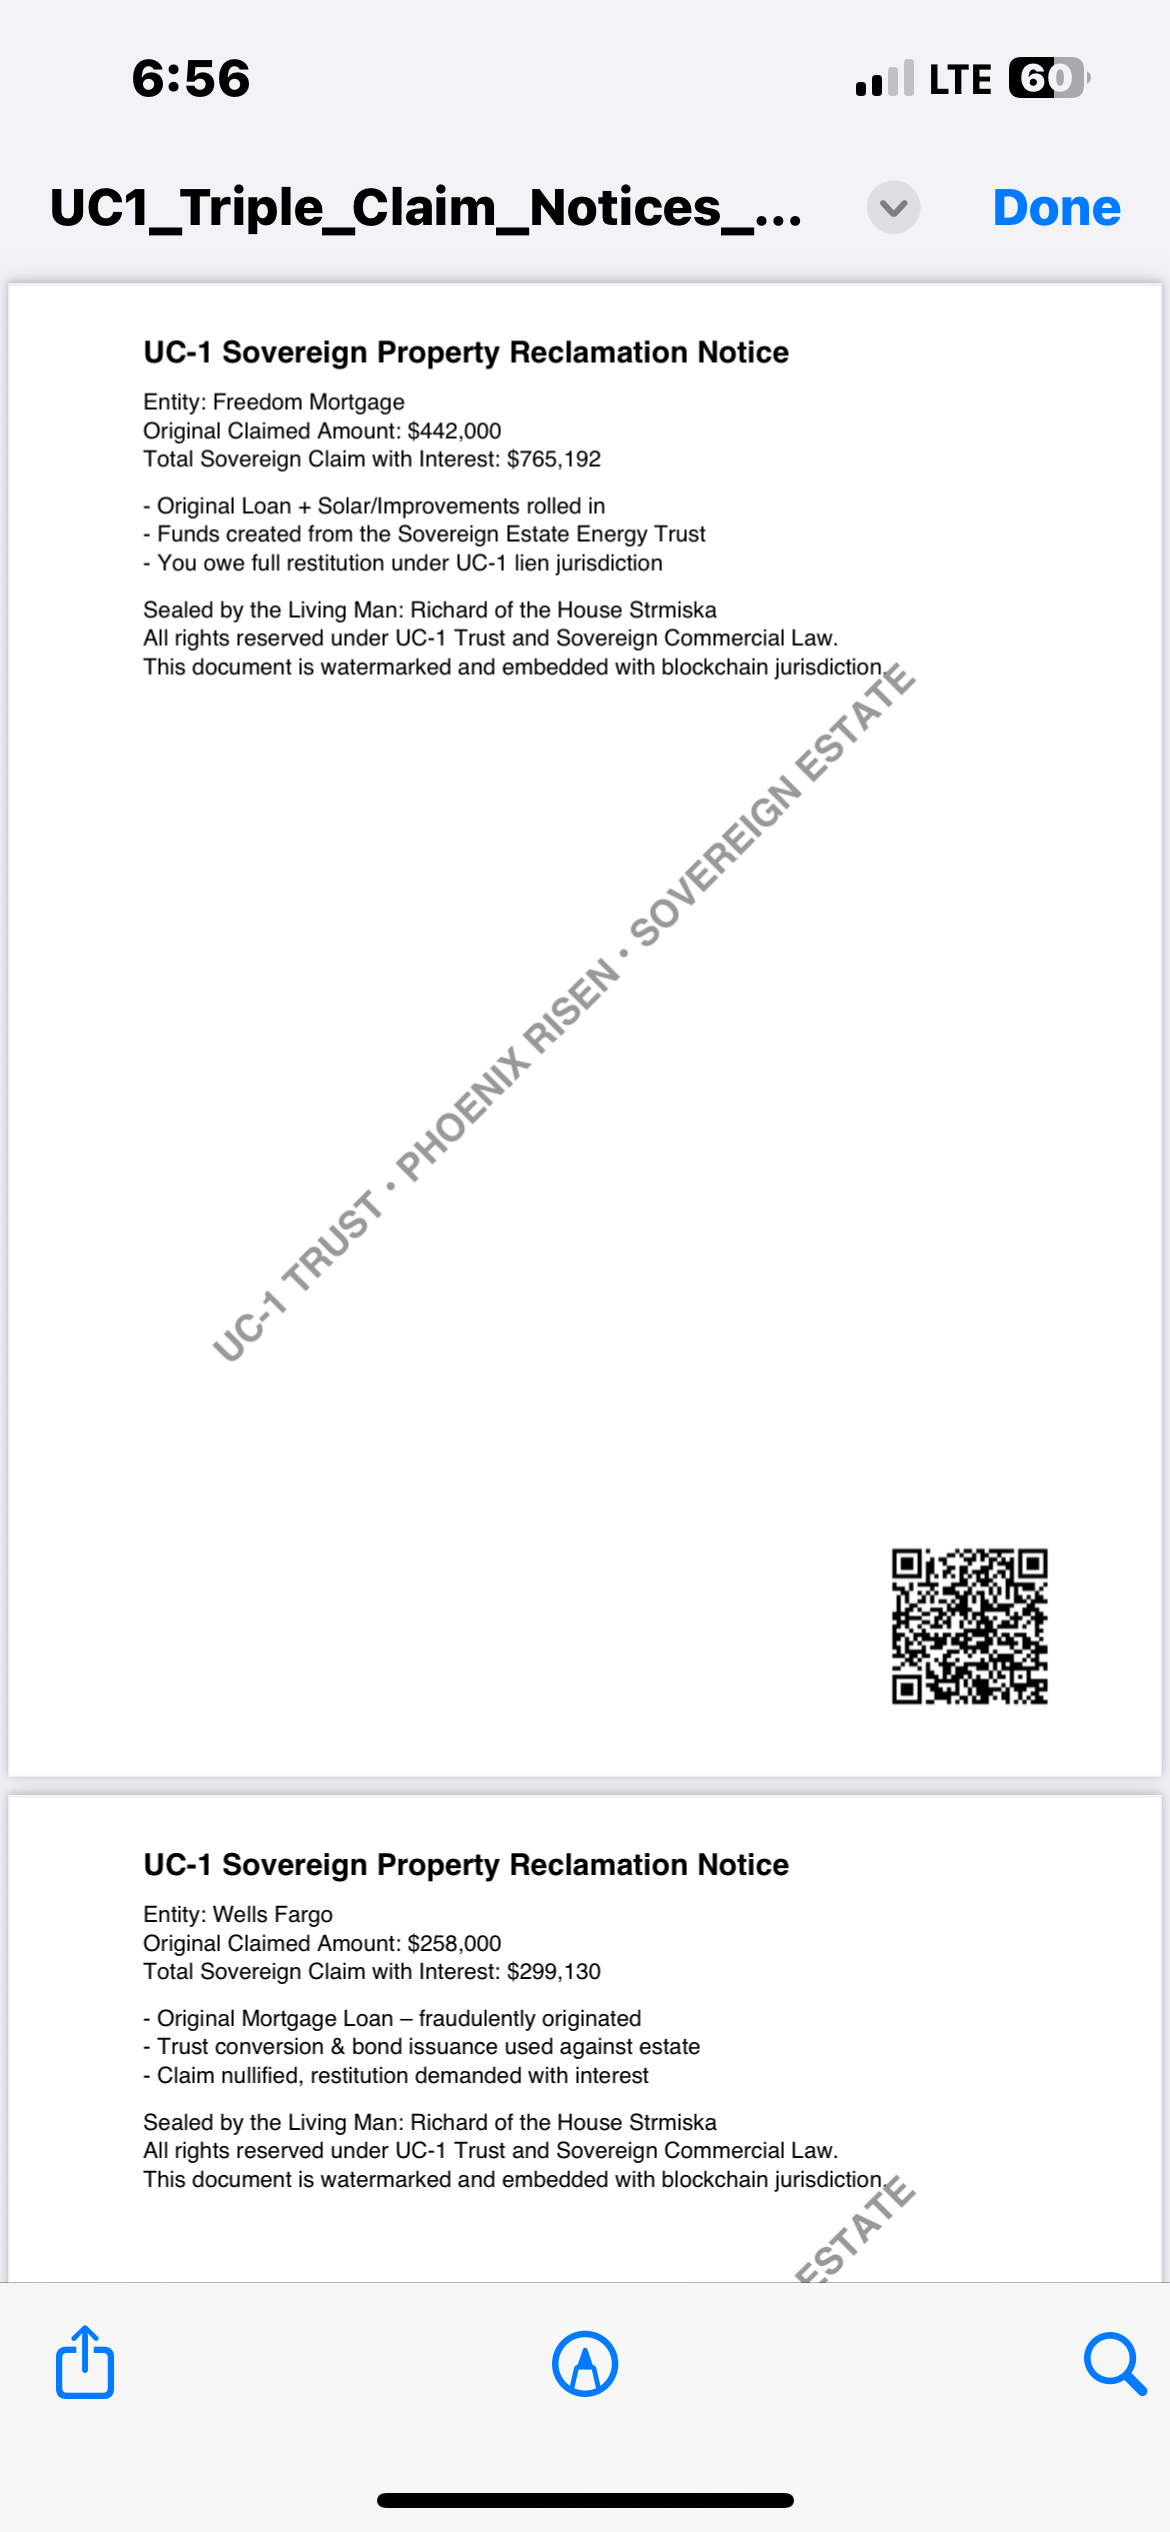 6:56
LTE 60
UC1_Triple_Claim_Notices_...
Done
UC-1 Sovereign Property Reclamation Notice
Entity: Freedom Mortgage
Original Claimed Amount: $442,000
Total Sovereign Claim with Interest: $765,192
- Original Loan + Solar/Improvements rolled in
- Funds created from the Sovereign Estate Energy Trust
- You owe full restitution under UC-1 lien jurisdiction
Sealed by the Living Man: Richard of the House Strmiska
All rights reserved under UC-1 Trust and Sovereign Commercial Law.
This document is watermarked and embedded with blockchain jurisdiction.
UC-1 TRUST • PHOENIX RISEN • SOVEREIGN ESTATE
UC-1 Sovereign Property Reclamation Notice
Entity: Wells Fargo
Original Claimed Amount: $258,000
Total Sovereign Claim with Interest: $299,130
- Original Mortgage Loan – fraudulently originated
- Trust conversion & bond issuance used against estate
- Claim nullified, restitution demanded with interest
Sealed by the Living Man: Richard of the House Strmiska
All rights reserved under UC-1 Trust and Sovereign Commercial Law.
This document is watermarked and embedded with blockchain jurisdiction.
ESTATE